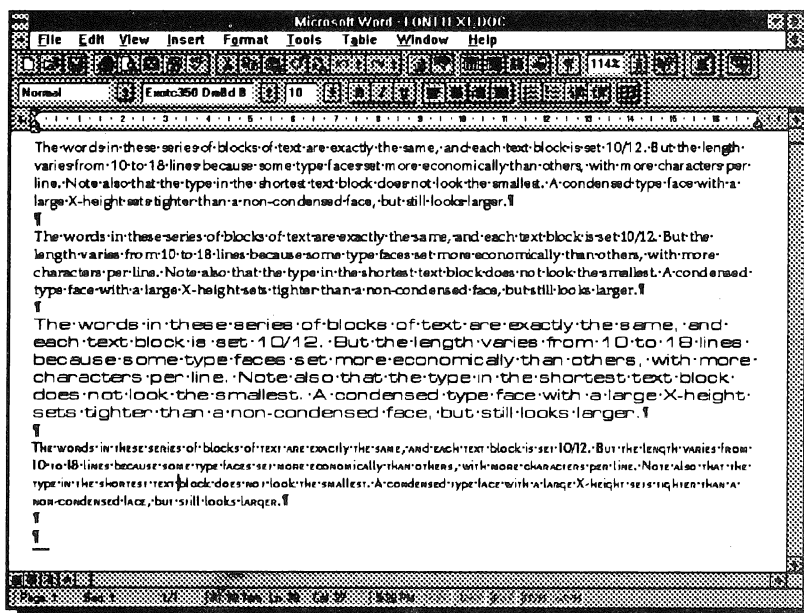 Microsoft Word - FONTTEXT.DOC
File Edit View Insert Format Tools Table Window Help
114%
Normal Exotc350 DmBd B 10 B I U
The words in these series of blocks of text are exactly the same, and each text block is set 10/12. But the length
varies from 10 to 18 lines because some type faces set more economically than others, with more characters per
line. Note also that the type in the shortest text block does not look the smallest. A condensed type face with a
large X-height sets tighter than a non-condensed face, but still looks larger.¶
¶
The words in these series of blocks of text are exactly the same, and each text block is set 10/12. But the
length varies from 10 to 18 lines because some type faces set more economically than others, with more
characters per line. Note also that the type in the shortest text block does not look the smallest. A condensed
type face with a large X-height sets tighter than a non-condensed face, but still looks larger.¶
¶
The words in these series of blocks of text are exactly the same, and
each text block is set 10/12. But the length varies from 10 to 18 lines
because some type faces set more economically than others, with more
characters per line. Note also that the type in the shortest text block
does not look the smallest. A condensed type face with a large X-height
sets tighter than a non-condensed face, but still looks larger.¶
¶
The words in these series of blocks of text are exactly the same, and each text block is set 10/12. But the length varies from
10 to 18 lines because some type faces set more economically than others, with more characters per line. Note also that the
type in the shortest text block does not look the smallest. A condensed type face with a large X-height sets tighter than a
non-condensed face, but still looks larger.¶
¶
¶
Page 1 Sec 1 1/1